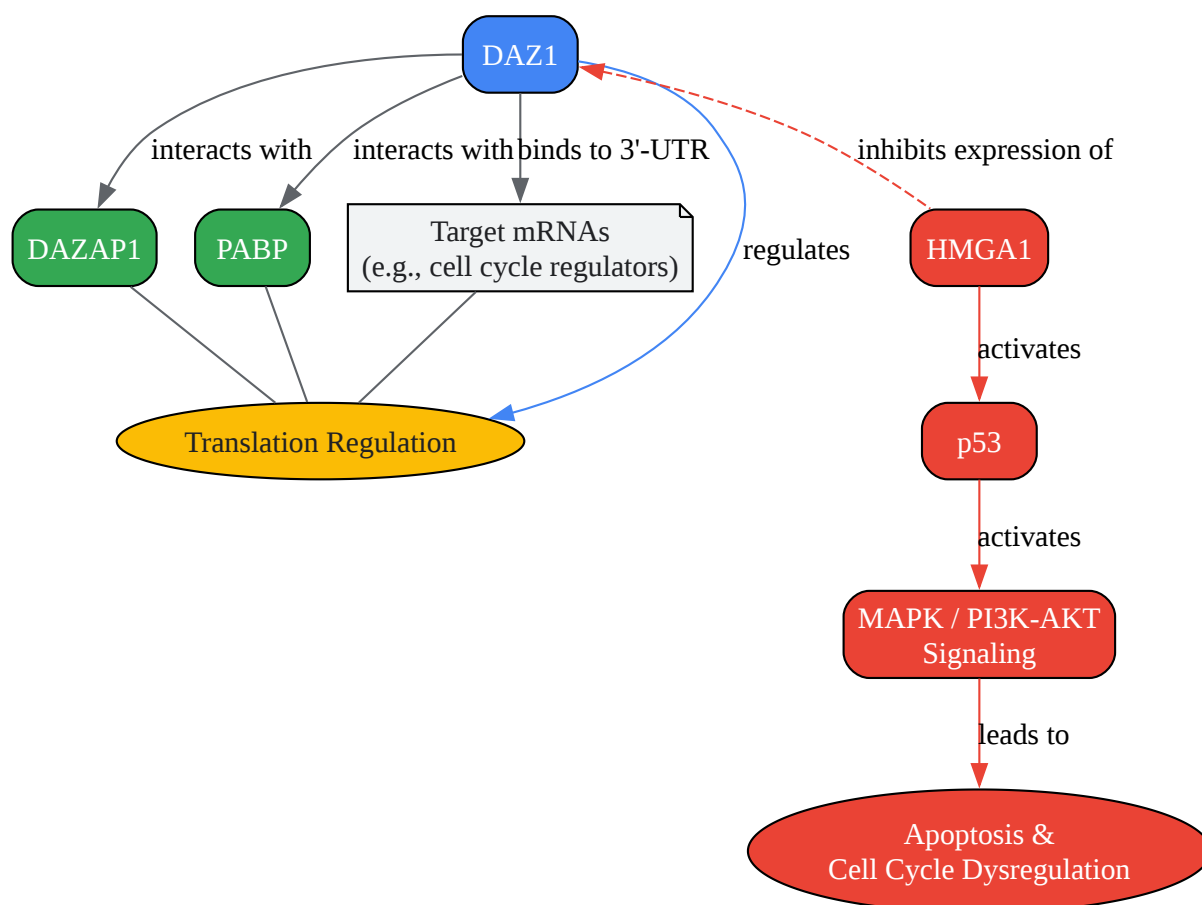 DAZ1
interacts with
interacts with
binds to 3'-UTR
inhibits expression of
DAZAP1
PABP
Target mRNAs
(e.g., cell cycle regulators)
regulates
HMGA1
activates
Translation Regulation
p53
activates
MAPK / PI3K-AKT
Signaling
leads to
Apoptosis &
Cell Cycle Dysregulation